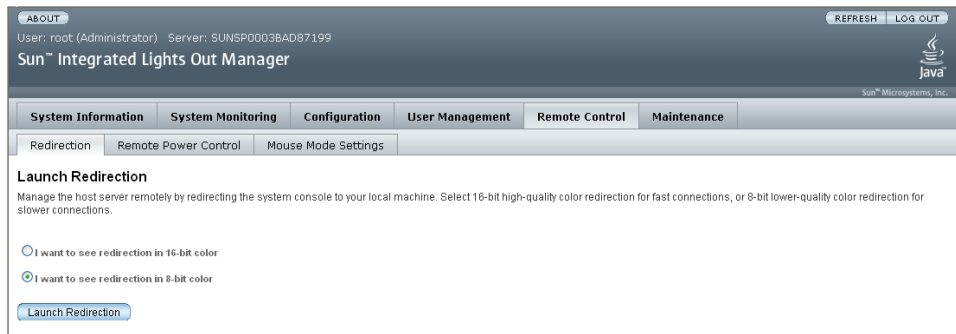 ABOUT
REFRESH LOG OUT
User: root (Administrator) Server: SUNSP0003BAD87199
Sun™ Integrated Lights Out Manager
Java™
Sun™ Microsystems, Inc.
System Information System Monitoring Configuration User Management Remote Control Maintenance
Redirection Remote Power Control Mouse Mode Settings
Launch Redirection
Manage the host server remotely by redirecting the system console to your local machine. Select 16-bit high-quality color redirection for fast connections, or 8-bit lower-quality color redirection for
slower connections.
I want to see redirection in 16-bit color
I want to see redirection in 8-bit color
Launch Redirection